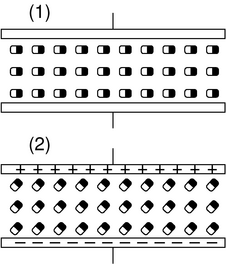 (1)
(2)
+ + + + + + + + + + + +
− − − − − − − − − − − −